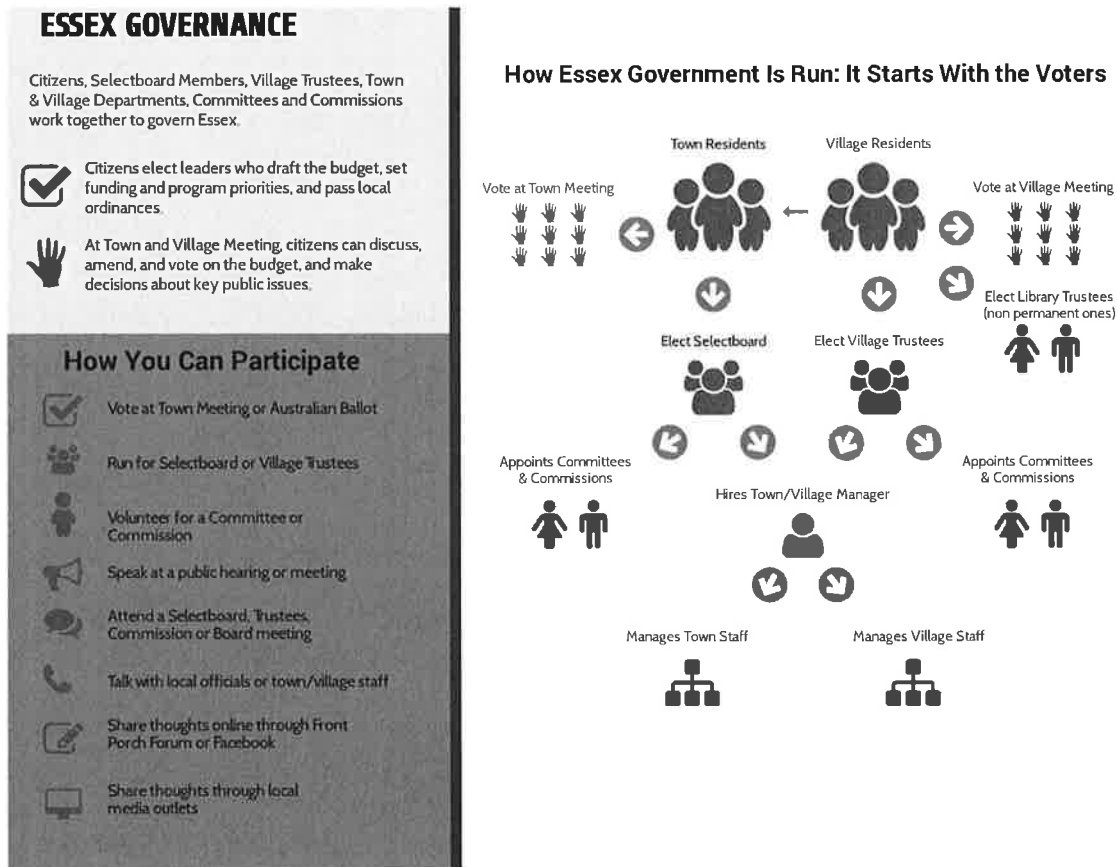 ESSEX GOVERNANCE
Citizens, Selectboard Members, Village Trustees, Town
& Village Departments, Committees and Commissions
work together to govern Essex.
Citizens elect leaders who draft the budget, set
funding and program priorities, and pass local
ordinances.
At Town and Village Meeting, citizens can discuss,
amend, and vote on the budget, and make
decisions about key public issues.
How You Can Participate
Vote at Town Meeting or Australian Ballot
Run for Selectboard or Village Trustees
Volunteer for a Committee or
Commission
Speak at a public hearing or meeting
Attend a Selectboard, Trustees,
Commission or Board meeting
Talk with local officials or town/village staff
Share thoughts online through Front
Porch Forum or Facebook
Share thoughts through local
media outlets
How Essex Government Is Run: It Starts With the Voters
Town Residents
Village Residents
Vote at Town Meeting
Vote at Village Meeting
Elect Library Trustees
(non permanent ones)
Elect Selectboard
Elect Village Trustees
Appoints Committees
& Commissions
Hires Town/Village Manager
Appoints Committees
& Commissions
Manages Town Staff
Manages Village Staff